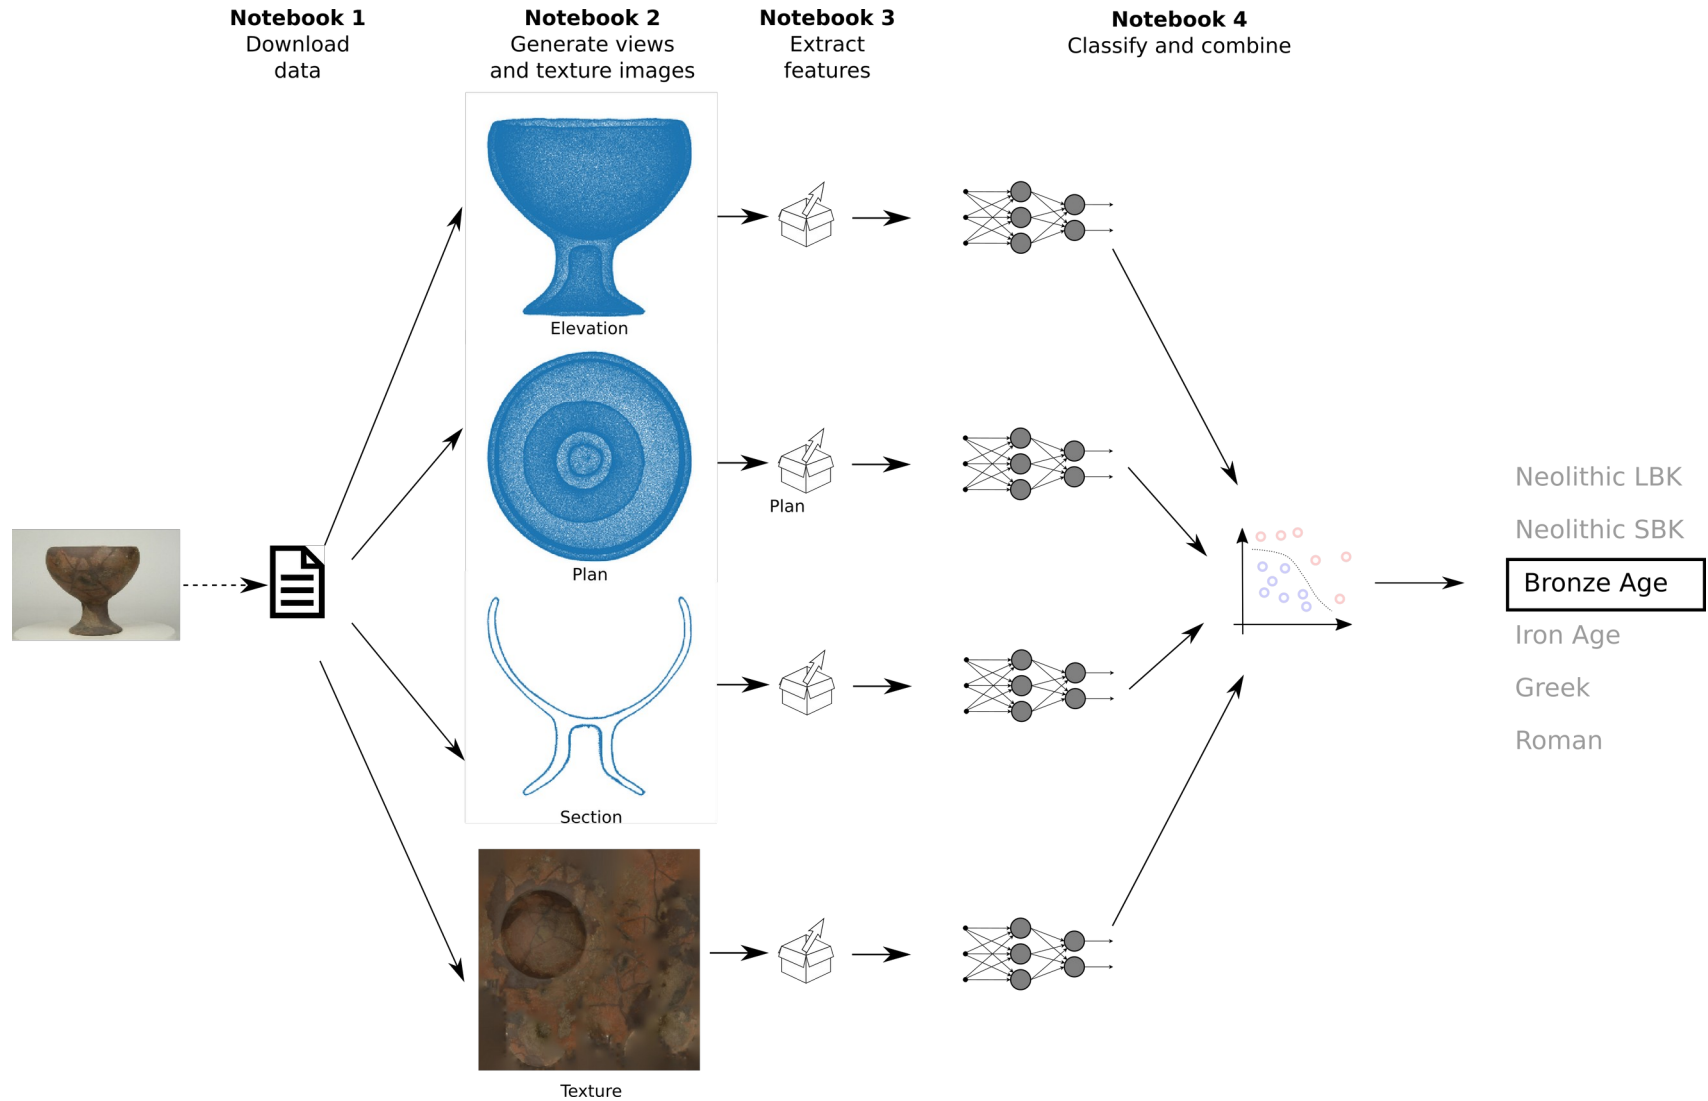 Notebook 1
Download
data
Notebook 2
Generate views
and texture images
Notebook 3
Extract
features
Notebook 4
Classify and combine
Elevation
Plan
Plan
Section
Texture
Neolithic LBK
Neolithic SBK
Bronze Age
Iron Age
Greek
Roman